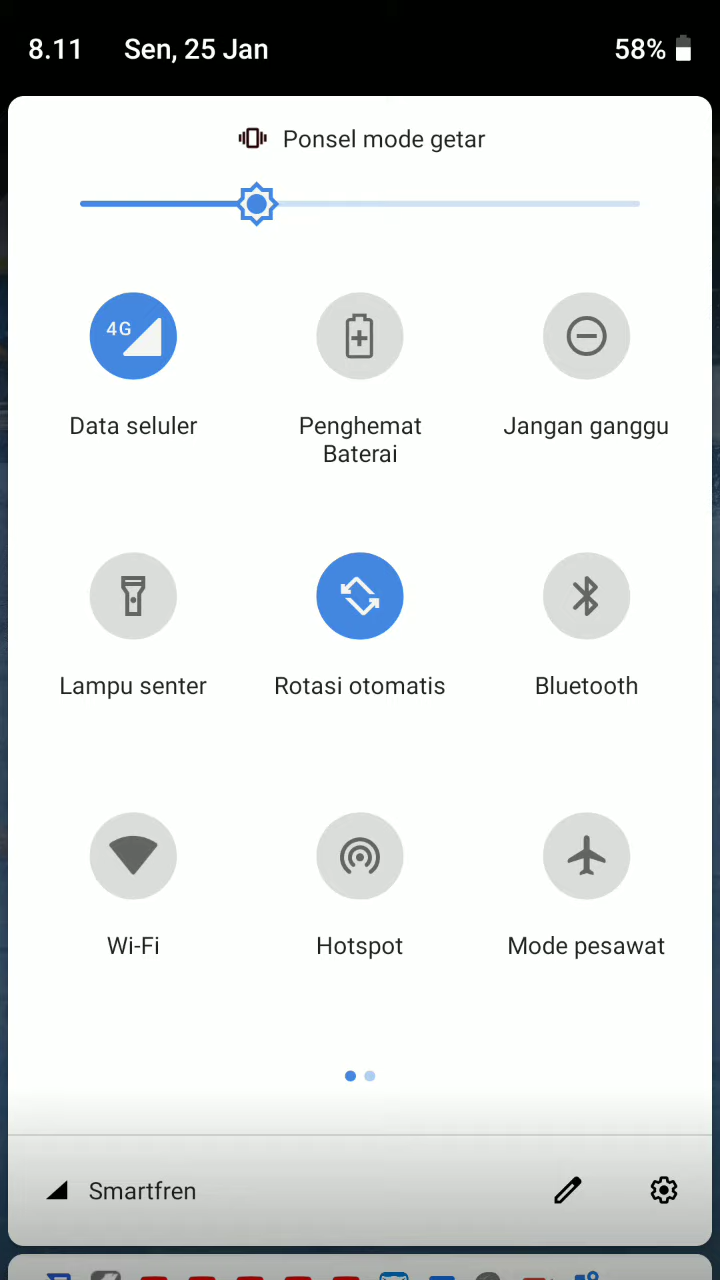 8.11 Sen, 25 Jan 58%
Ponsel mode getar
4G
Data seluler
Penghemat
Baterai
Jangan ganggu
Lampu senter
Rotasi otomatis
Bluetooth
Wi-Fi
Hotspot
Mode pesawat
Smartfren